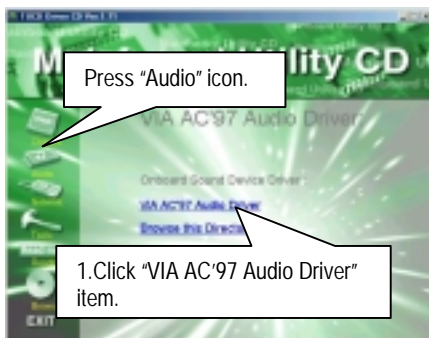 M
lity CD
Press “Audio” icon.
VIA AC'97 Audio Driver
Onboard Sound Device Driver:
VIA AC'97 Audio Driver
Browse this Direc
1.Click “VIA AC’97 Audio Driver”
item.
EXIT